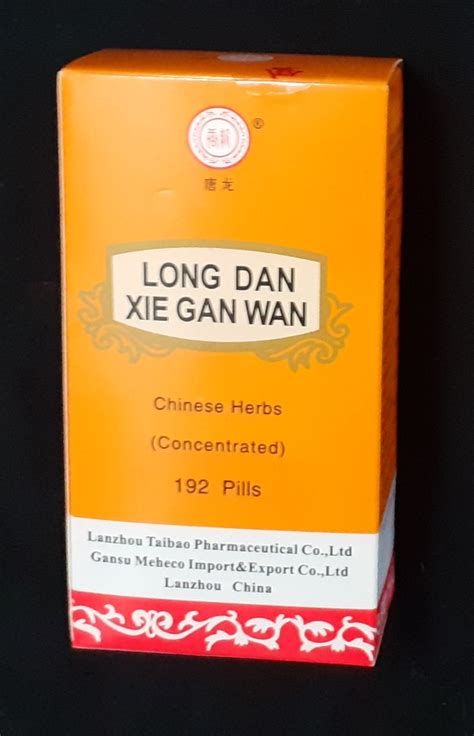 ®
唐龙
LONG DAN
XIE GAN WAN
Chinese Herbs
(Concentrated)
192 Pills
Lanzhou Taibao Pharmaceutical Co.,Ltd
Gansu Meheco Import&Export Co.,Ltd
Lanzhou China